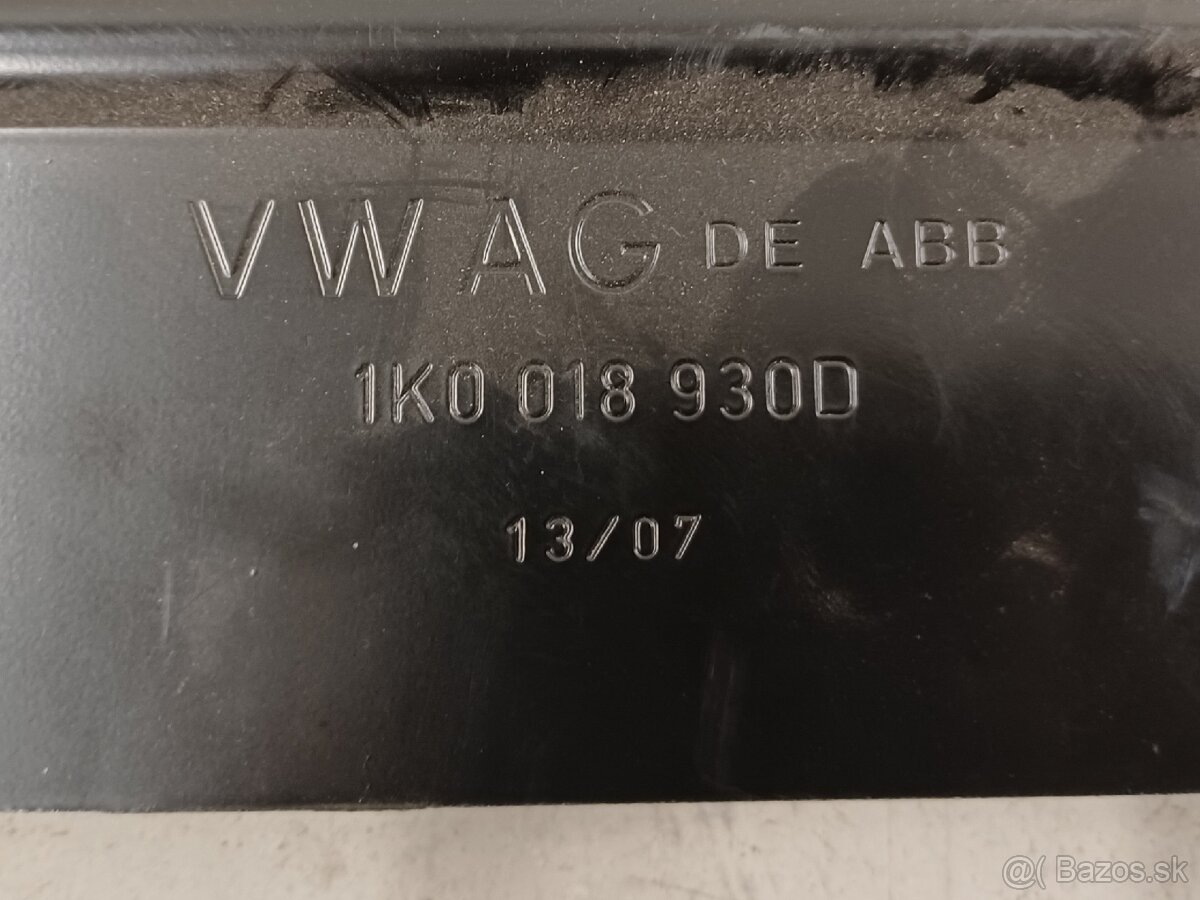 VW AG DE ABB
1K0 018 930D
13/07
@( Bazos.sk